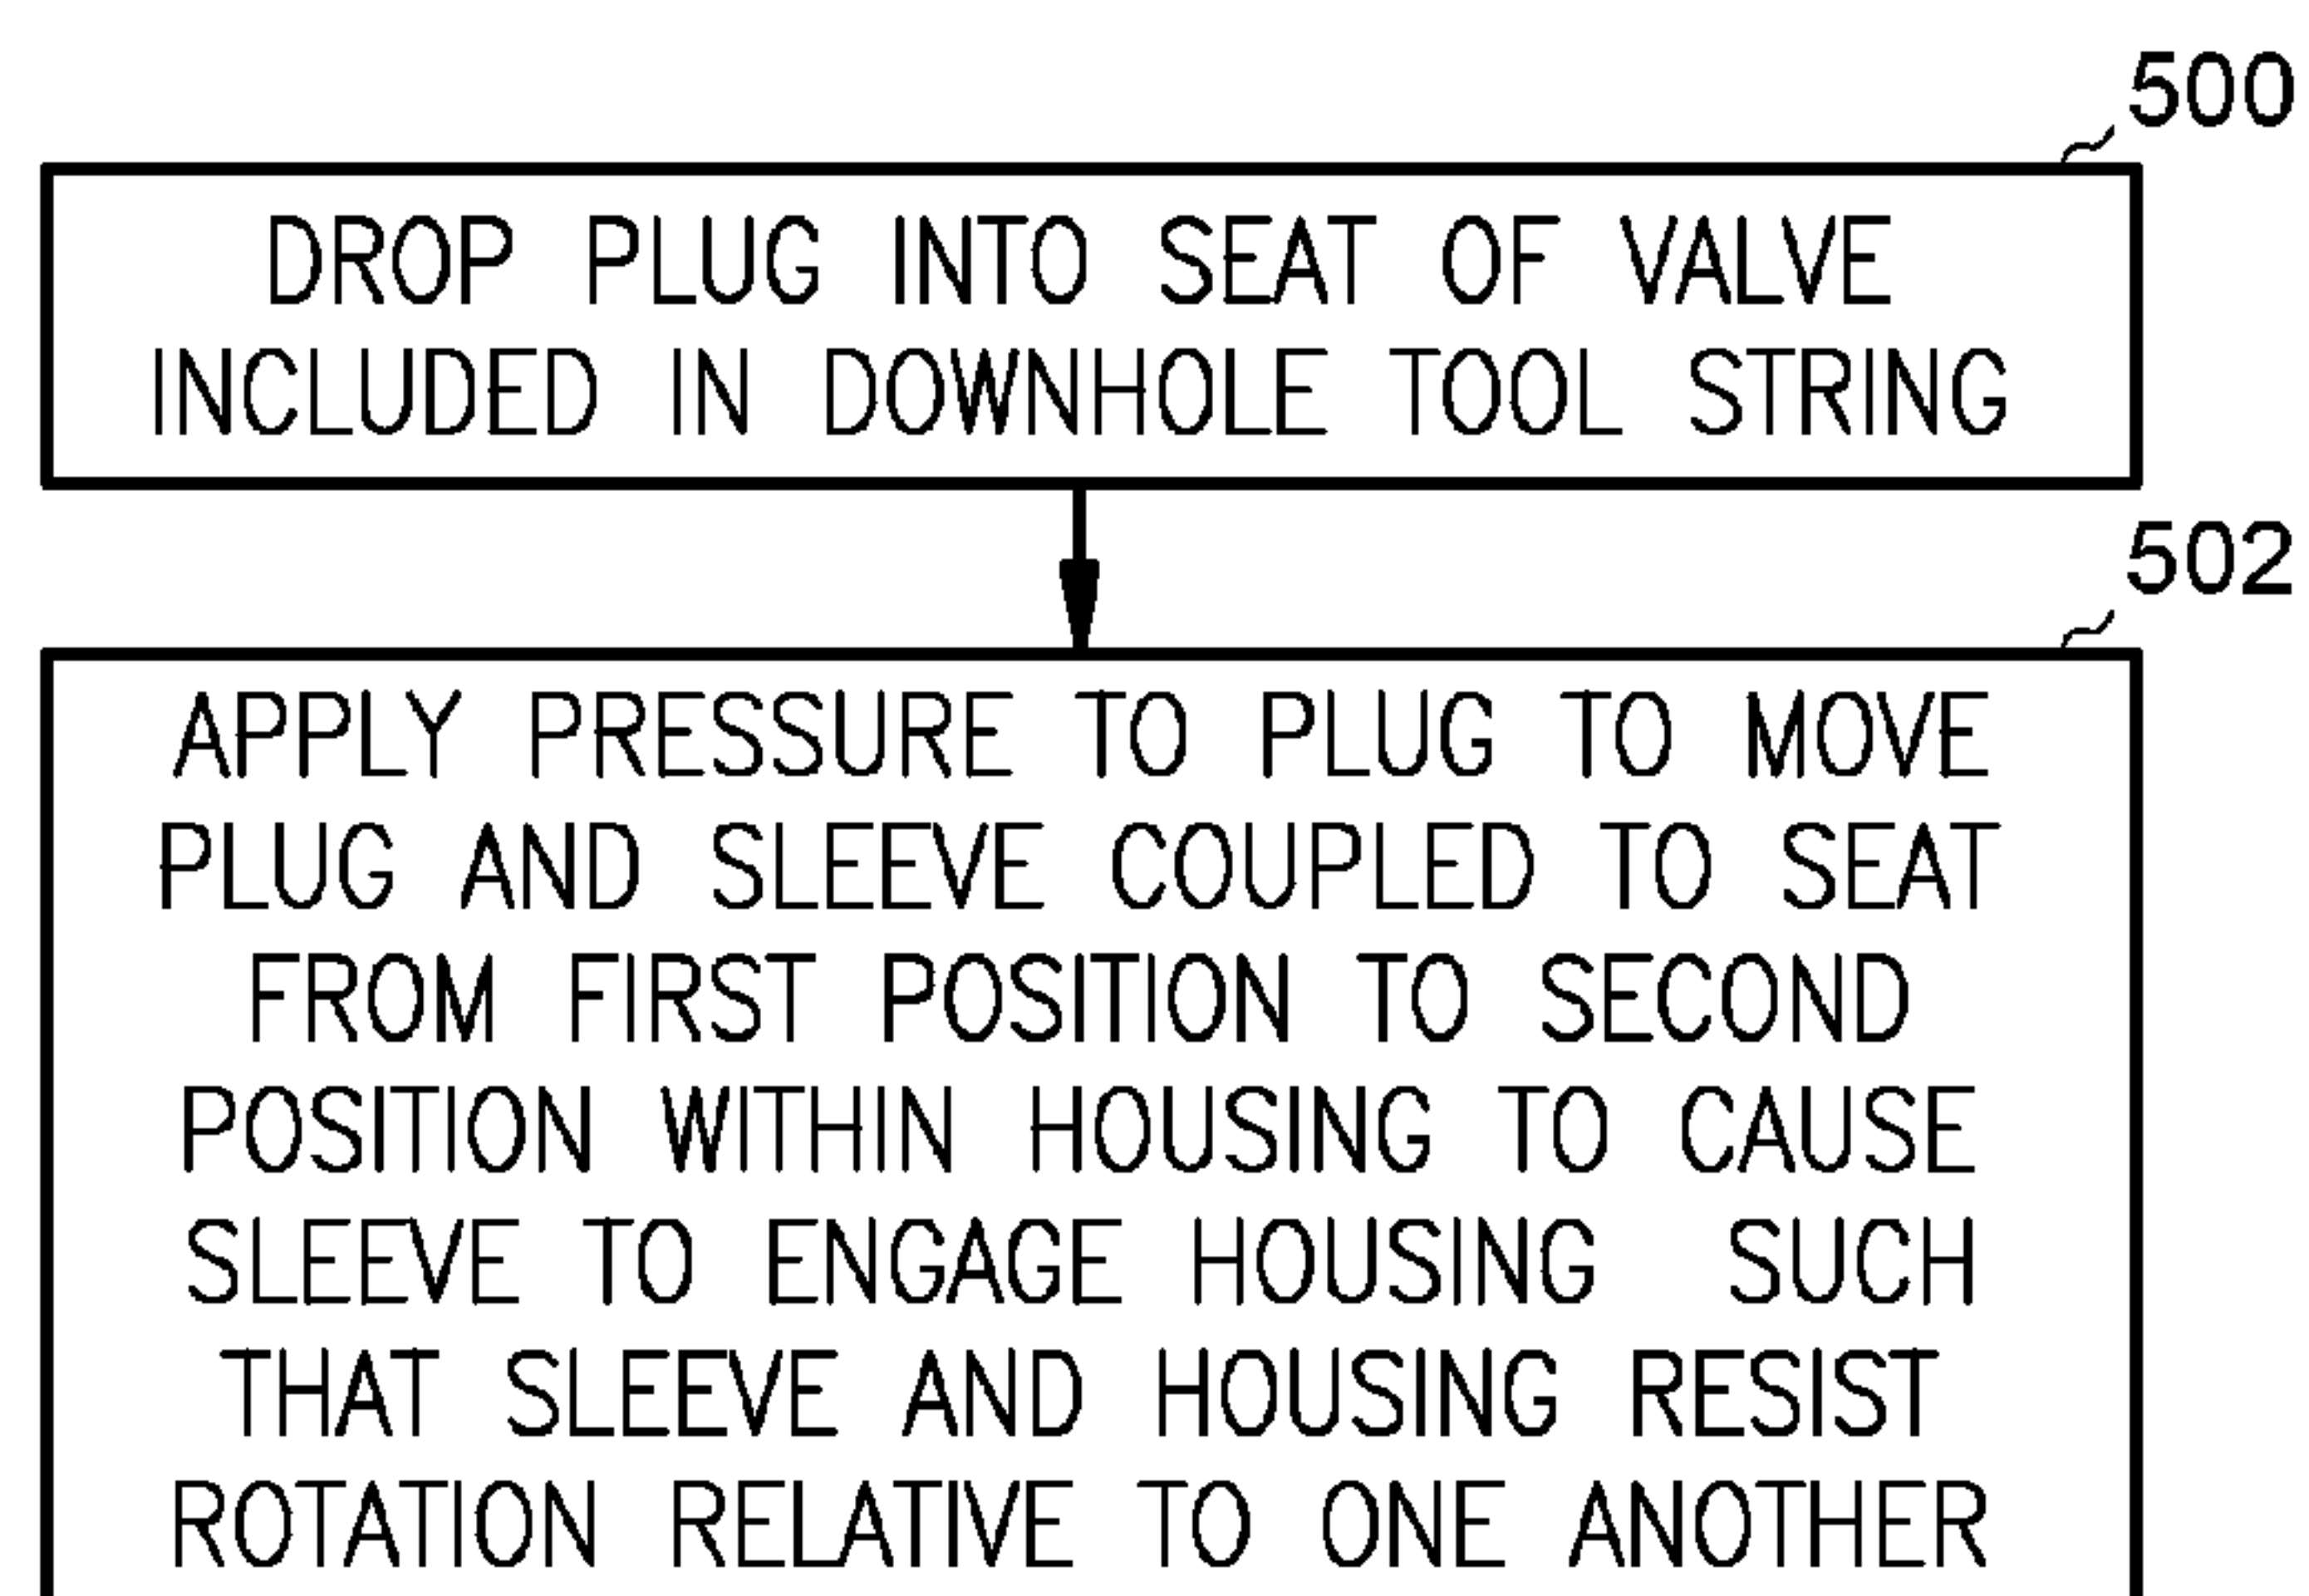 500
DROP PLUG INTO SEAT OF VALVE
INCLUDED IN DOWNHOLE TOOL STRING
502
APPLY PRESSURE TO PLUG TO MOVE
PLUG AND SLEEVE COUPLED TO SEAT
FROM FIRST POSITION TO SECOND
POSITION WITHIN HOUSING TO CAUSE
SLEEVE TO ENGAGE HOUSING SUCH
THAT SLEEVE AND HOUSING RESIST
ROTATION RELATIVE TO ONE ANOTHER